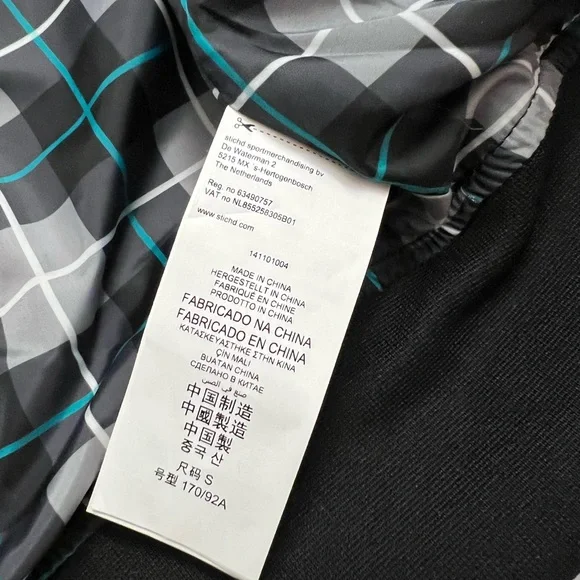 stichd sportmerchandising bv
De Waterman 2
5215 MX 's-Hertogenbosch
The Netherlands
Reg. no 63490757
VAT no NL855258305B01
www.stichd.com
141101004
MADE IN CHINA
HERGESTELLT IN CHINA
FABRIQUÉ EN CHINE
PRODOTTO IN CHINA
FABRICADO NA CHINA
FABRICADO EN CHINA
ΚΑΤΑΣΚΕΥΑΣΤΗΚΕ ΣΤΗΝ ΚΙΝΑ
ÇİN MALI
BUATAN CHINA
СДЕЛАНО В КИТАЕ
صنع في الصين
中国制造
中國製造
中国製
중국 산
尺码 S
号型 170/92A